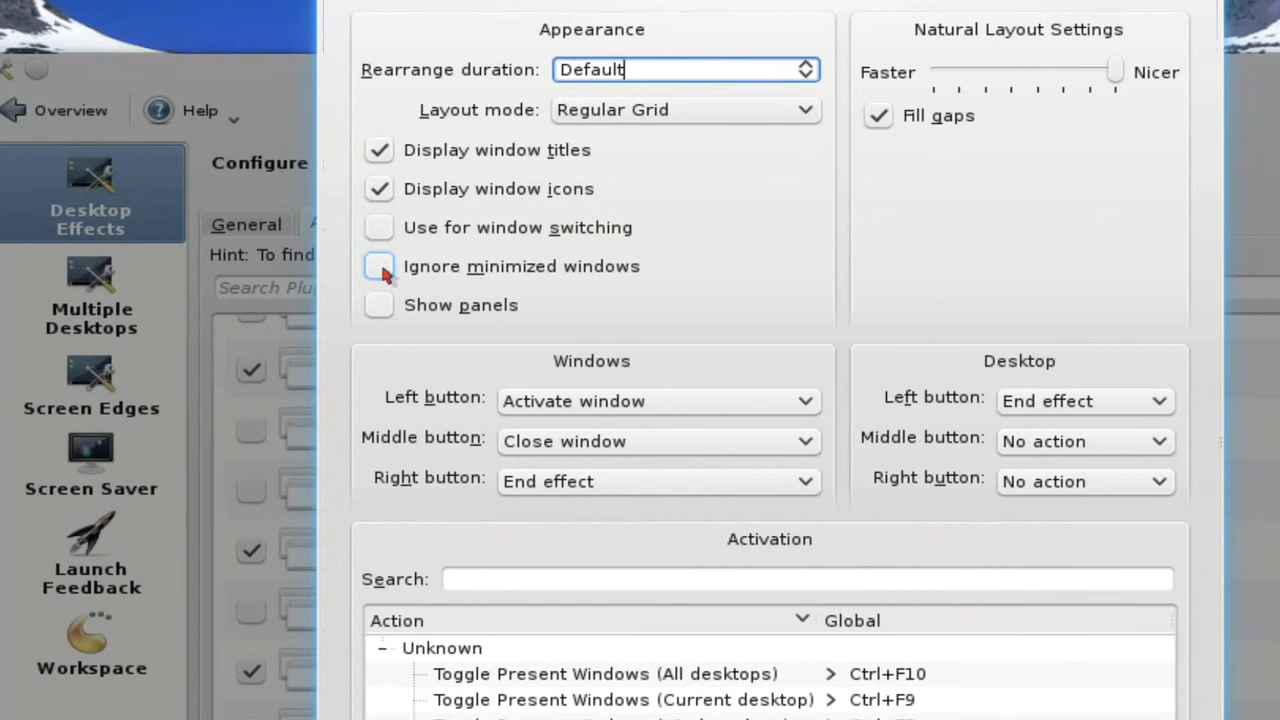 Appearance
Rearrange duration: Default
Layout mode: Regular Grid
Display window titles
Display window icons
Use for window switching
Ignore minimized windows
Show panels
Natural Layout Settings
Faster Nicer
Fill gaps
Overview Help
Configure
General
Hint: To find
Search Plu
Desktop
Effects
Multiple
Desktops
Screen Edges
Screen Saver
Launch
Feedback
Workspace
Windows
Left button: Activate window
Middle button: Close window
Right button: End effect
Desktop
Left button: End effect
Middle button: No action
Right button: No action
Activation
Search:
Action Global
Unknown
Toggle Present Windows (All desktops) Ctrl+F10
Toggle Present Windows (Current desktop) Ctrl+F9